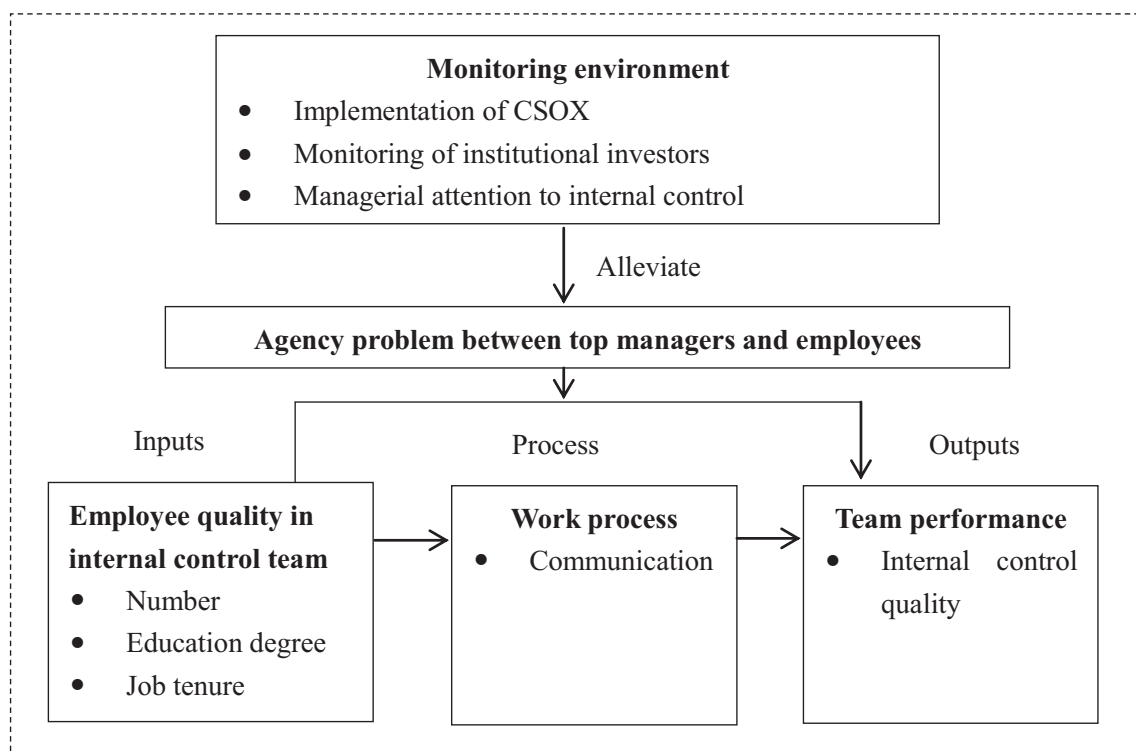 Monitoring environment
• Implementation of CSOX
• Monitoring of institutional investors
• Managerial attention to internal control
Alleviate
Agency problem between top managers and employees
Inputs
Process
Outputs
Employee quality in
internal control team
• Number
• Education degree
• Job tenure
Work process
• Communication
Team performance
• Internal control
quality